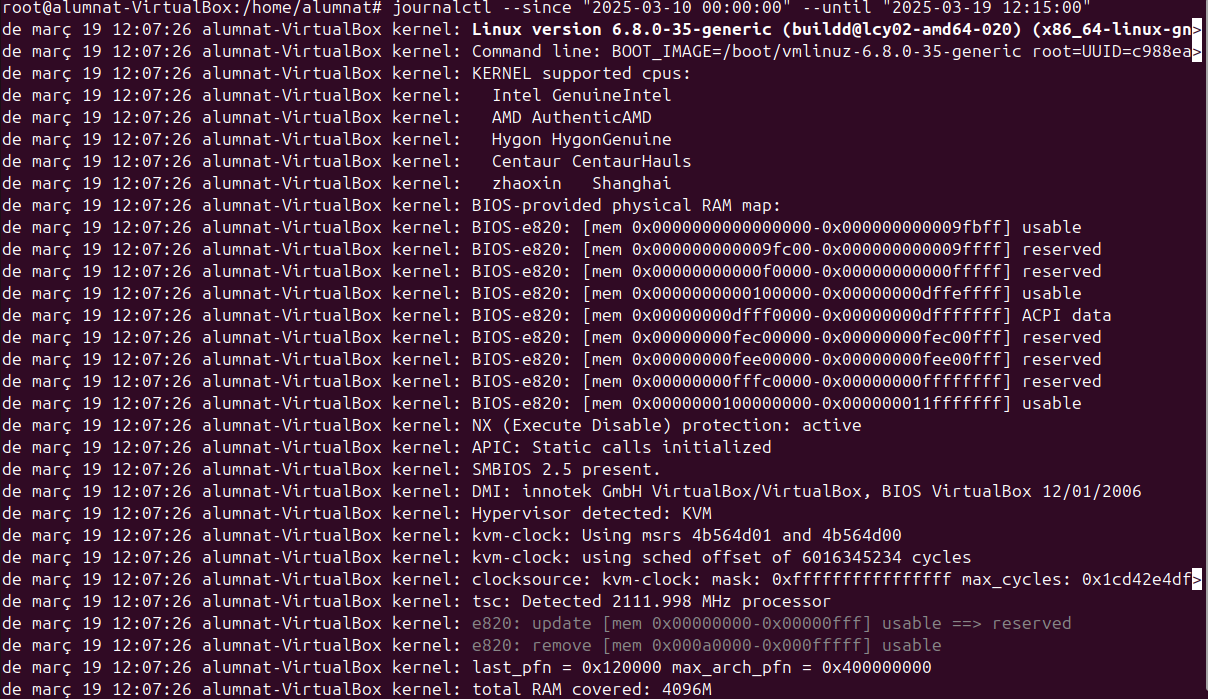 root@alumnat-VirtualBox:/home/alumnat# journalctl --since "2025-03-10 00:00:00" --until "2025-03-19 12:15:00"
de març 19 12:07:26 alumnat-VirtualBox kernel: Linux version 6.8.0-35-generic (buildd@lcy02-amd64-020) (x86_64-linux-gn>
de març 19 12:07:26 alumnat-VirtualBox kernel: Command line: BOOT_IMAGE=/boot/vmlinuz-6.8.0-35-generic root=UUID=c988ea>
de març 19 12:07:26 alumnat-VirtualBox kernel: KERNEL supported cpus:
de març 19 12:07:26 alumnat-VirtualBox kernel:   Intel GenuineIntel
de març 19 12:07:26 alumnat-VirtualBox kernel:   AMD AuthenticAMD
de març 19 12:07:26 alumnat-VirtualBox kernel:   Hygon HygonGenuine
de març 19 12:07:26 alumnat-VirtualBox kernel:   Centaur CentaurHauls
de març 19 12:07:26 alumnat-VirtualBox kernel:   zhaoxin   Shanghai
de març 19 12:07:26 alumnat-VirtualBox kernel: BIOS-provided physical RAM map:
de març 19 12:07:26 alumnat-VirtualBox kernel: BIOS-e820: [mem 0x0000000000000000-0x000000000009fbff] usable
de març 19 12:07:26 alumnat-VirtualBox kernel: BIOS-e820: [mem 0x000000000009fc00-0x000000000009ffff] reserved
de març 19 12:07:26 alumnat-VirtualBox kernel: BIOS-e820: [mem 0x00000000000f0000-0x00000000000fffff] reserved
de març 19 12:07:26 alumnat-VirtualBox kernel: BIOS-e820: [mem 0x0000000000100000-0x00000000dffeffff] usable
de març 19 12:07:26 alumnat-VirtualBox kernel: BIOS-e820: [mem 0x00000000dfff0000-0x00000000dfffffff] ACPI data
de març 19 12:07:26 alumnat-VirtualBox kernel: BIOS-e820: [mem 0x00000000fec00000-0x00000000fec00fff] reserved
de març 19 12:07:26 alumnat-VirtualBox kernel: BIOS-e820: [mem 0x00000000fee00000-0x00000000fee00fff] reserved
de març 19 12:07:26 alumnat-VirtualBox kernel: BIOS-e820: [mem 0x00000000fffc0000-0x00000000ffffffff] reserved
de març 19 12:07:26 alumnat-VirtualBox kernel: BIOS-e820: [mem 0x0000000100000000-0x000000011fffffff] usable
de març 19 12:07:26 alumnat-VirtualBox kernel: NX (Execute Disable) protection: active
de març 19 12:07:26 alumnat-VirtualBox kernel: APIC: Static calls initialized
de març 19 12:07:26 alumnat-VirtualBox kernel: SMBIOS 2.5 present.
de març 19 12:07:26 alumnat-VirtualBox kernel: DMI: innotek GmbH VirtualBox/VirtualBox, BIOS VirtualBox 12/01/2006
de març 19 12:07:26 alumnat-VirtualBox kernel: Hypervisor detected: KVM
de març 19 12:07:26 alumnat-VirtualBox kernel: kvm-clock: Using msrs 4b564d01 and 4b564d00
de març 19 12:07:26 alumnat-VirtualBox kernel: kvm-clock: using sched offset of 6016345234 cycles
de març 19 12:07:26 alumnat-VirtualBox kernel: clocksource: kvm-clock: mask: 0xffffffffffffffff max_cycles: 0x1cd42e4df>
de març 19 12:07:26 alumnat-VirtualBox kernel: tsc: Detected 2111.998 MHz processor
de març 19 12:07:26 alumnat-VirtualBox kernel: e820: update [mem 0x00000000-0x00000fff] usable ==> reserved
de març 19 12:07:26 alumnat-VirtualBox kernel: e820: remove [mem 0x000a0000-0x000fffff] usable
de març 19 12:07:26 alumnat-VirtualBox kernel: last_pfn = 0x120000 max_arch_pfn = 0x400000000
de març 19 12:07:26 alumnat-VirtualBox kernel: total RAM covered: 4096M